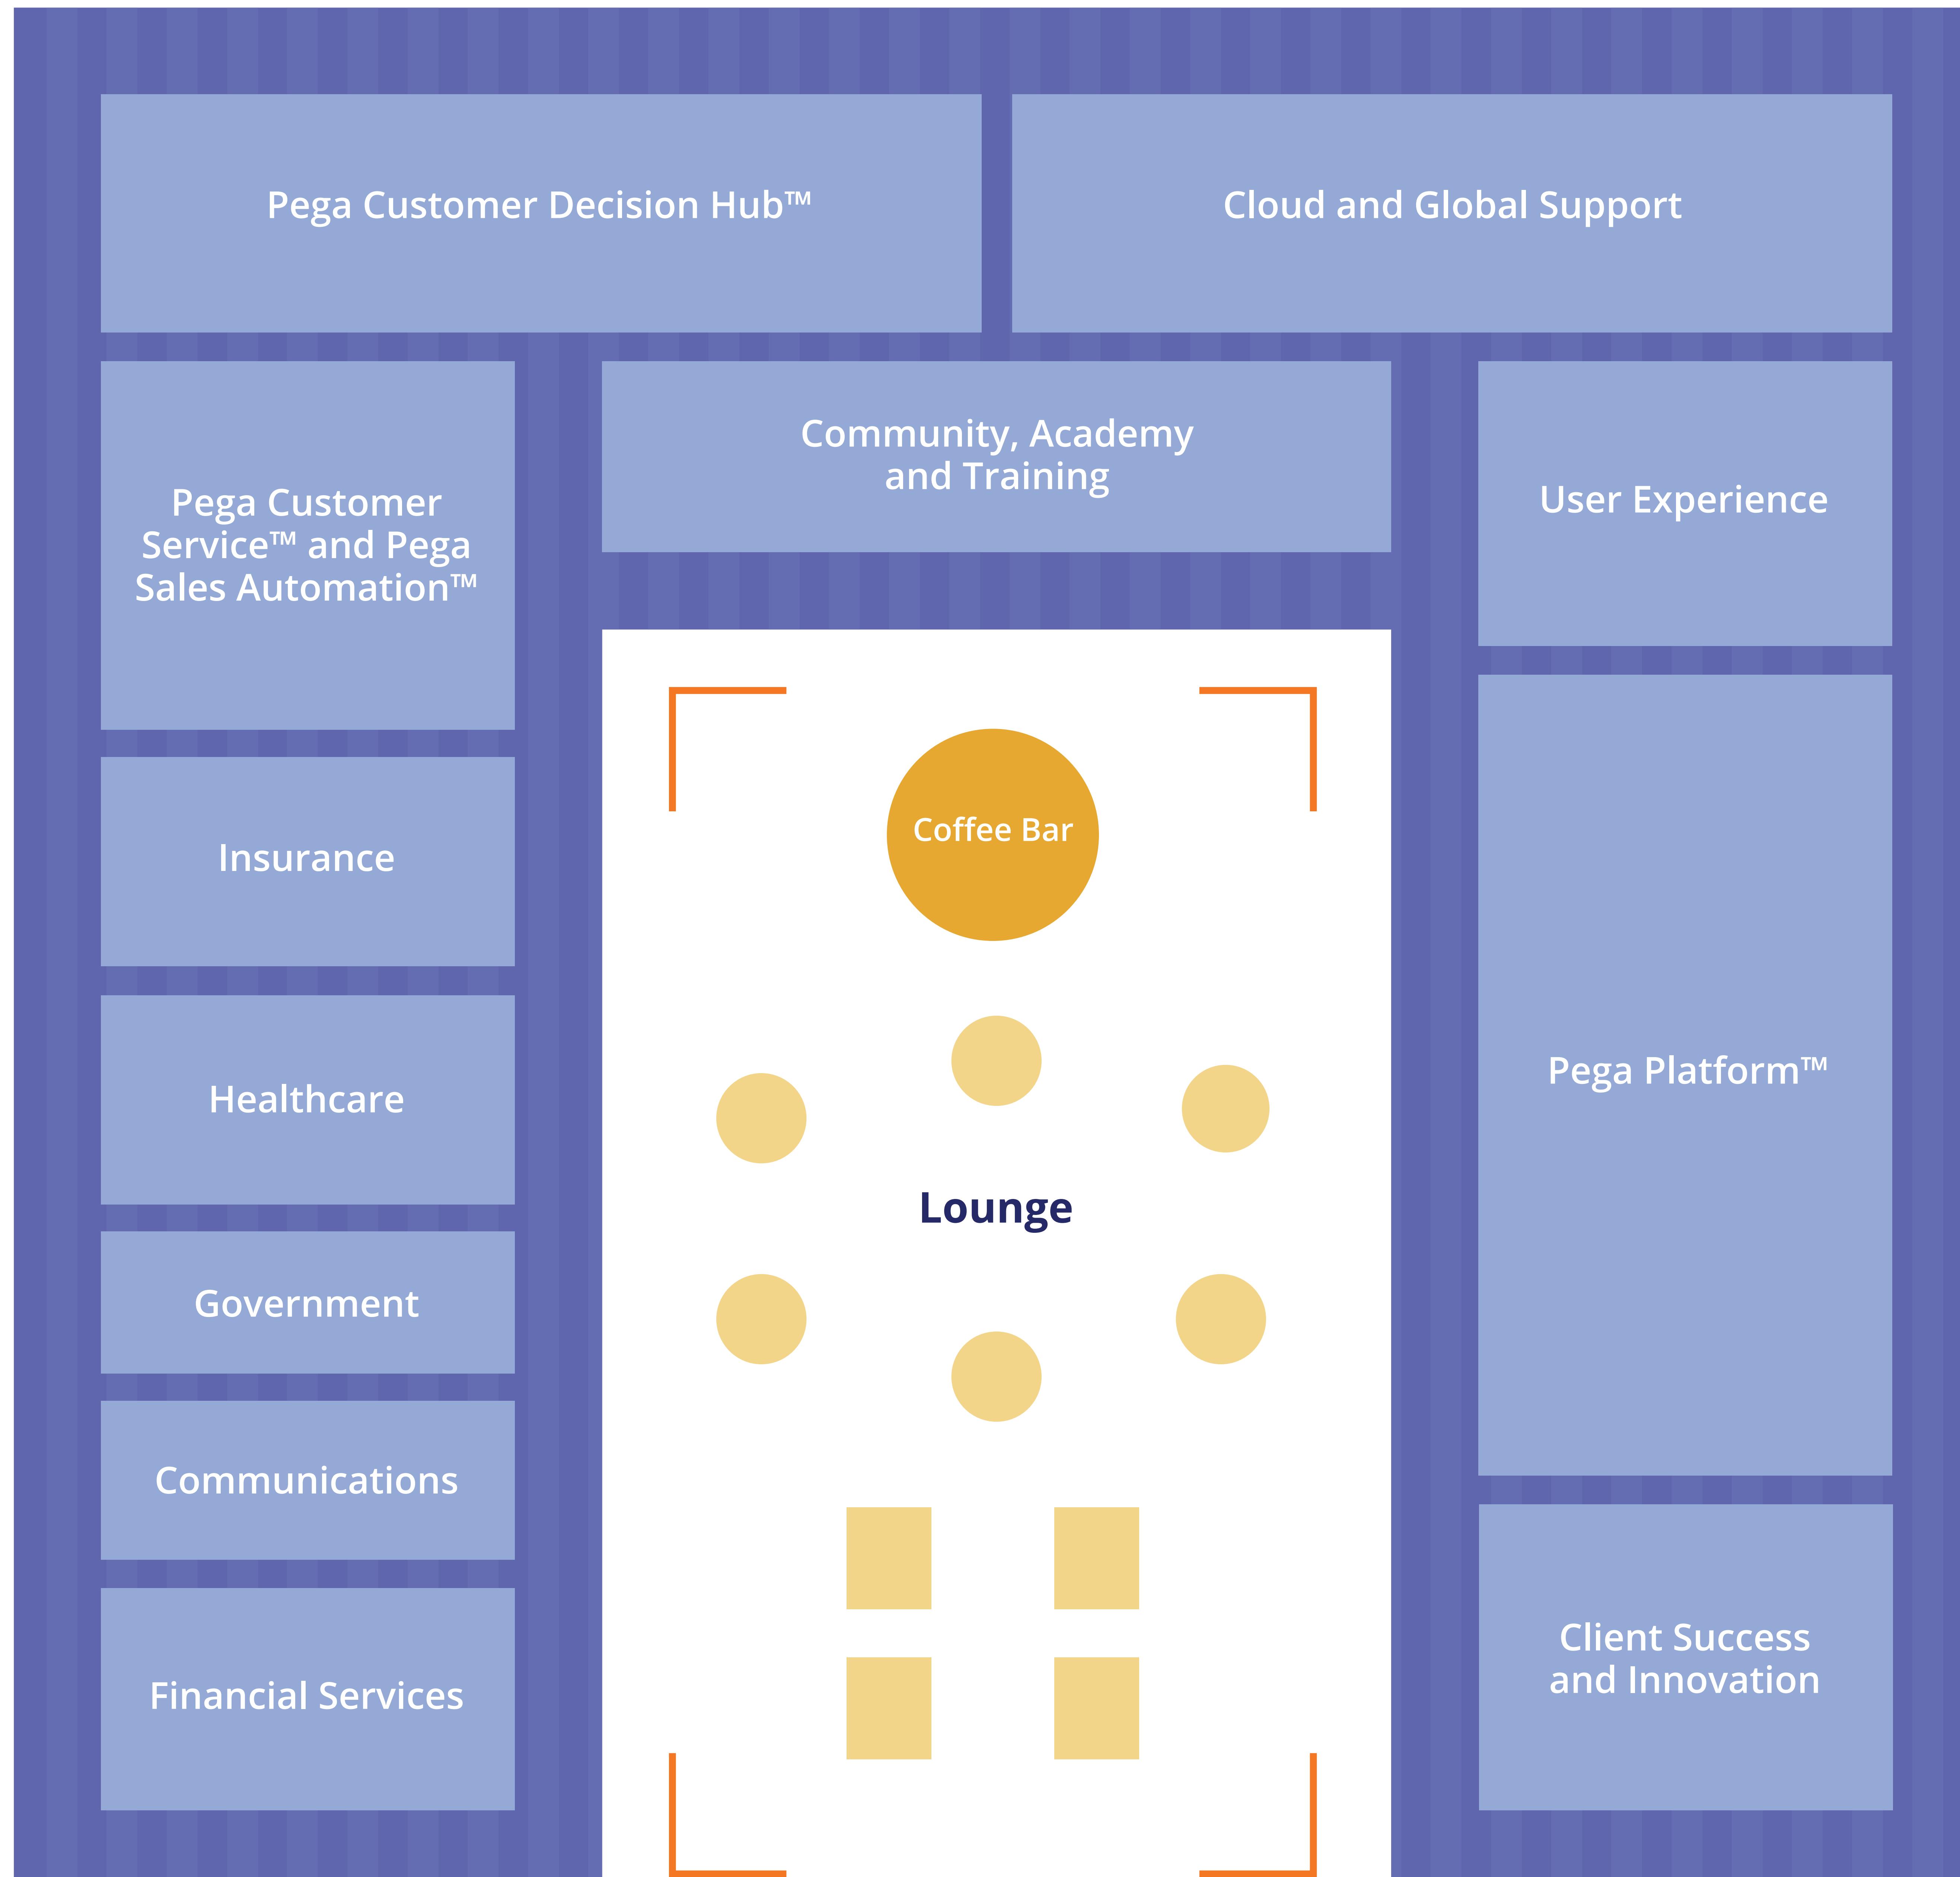 Pega Customer Decision Hub™
Cloud and Global Support
Pega Customer
Service™ and Pega
Sales Automation™
Community, Academy
and Training
User Experience
Insurance
Coffee Bar
Healthcare
Pega Platform™
Lounge
Government
Communications
Financial Services
Client Success
and Innovation